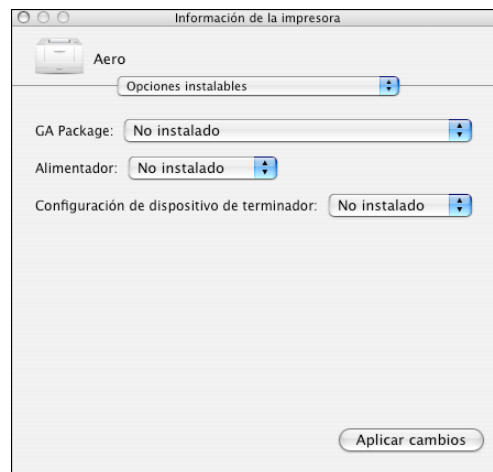 Información de la impresora
Aero
Opciones instalables
GA Package: No instalado
Alimentador: No instalado
Configuración de dispositivo de terminador: No instalado
Aplicar cambios